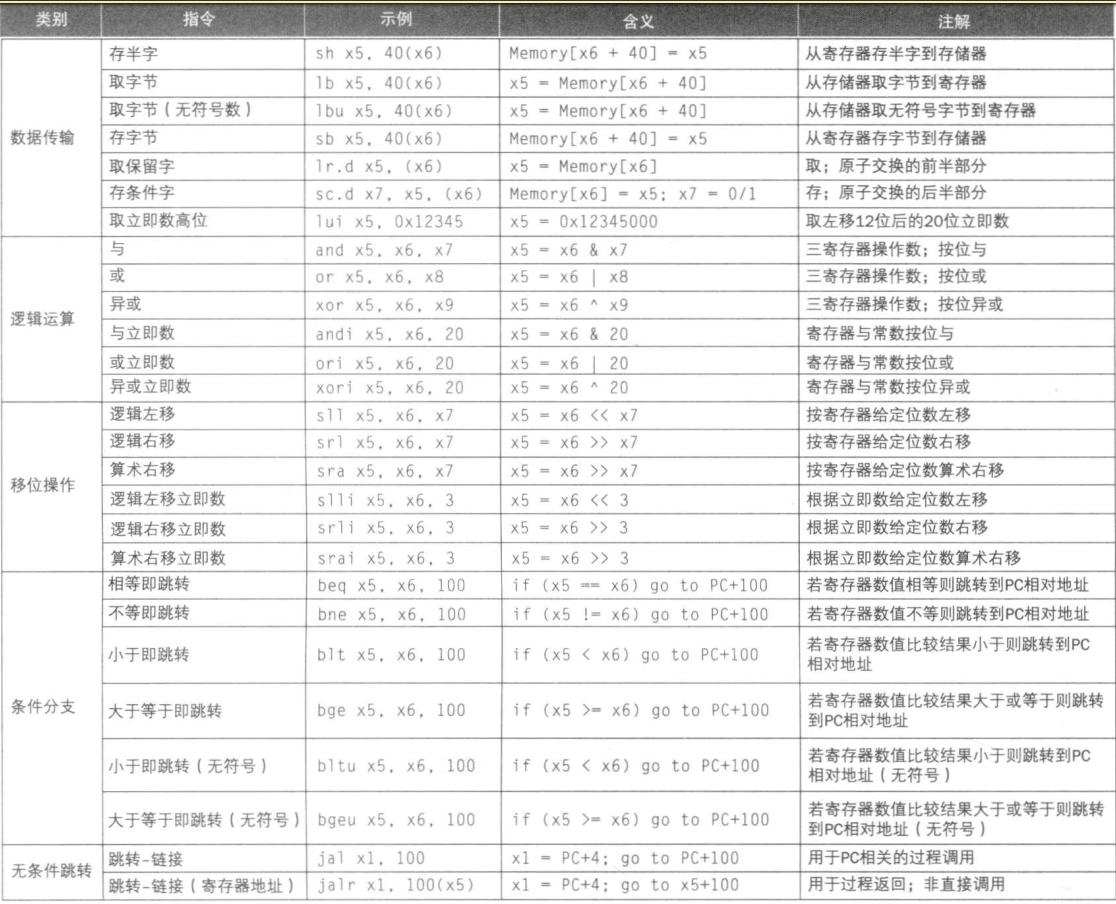 类别 指令 示例 含义 注解
数据传输
存半字 sh x5, 40(x6) Memory[x6 + 40] = x5 从寄存器存半字到存储器
取字节 lb x5, 40(x6) x5 = Memory[x6 + 40] 从存储器取字节到寄存器
取字节（无符号数） lbu x5, 40(x6) x5 = Memory[x6 + 40] 从存储器取无符号字节到寄存器
存字节 sb x5, 40(x6) Memory[x6 + 40] = x5 从寄存器存字节到存储器
取保留字 lr.d x5, (x6) x5 = Memory[x6] 取；原子交换的前半部分
存条件字 sc.d x7, x5, (x6) Memory[x6] = x5; x7 = 0/1 存；原子交换的后半部分
取立即数高位 lui x5, 0x12345 x5 = 0x12345000 取左移12位后的20位立即数
逻辑运算
与 and x5, x6, x7 x5 = x6 & x7 三寄存器操作数；按位与
或 or x5, x6, x8 x5 = x6 | x8 三寄存器操作数；按位或
异或 xor x5, x6, x9 x5 = x6 ^ x9 三寄存器操作数；按位异或
与立即数 andi x5, x6, 20 x5 = x6 & 20 寄存器与常数按位与
或立即数 ori x5, x6, 20 x5 = x6 | 20 寄存器与常数按位或
异或立即数 xori x5, x6, 20 x5 = x6 ^ 20 寄存器与常数按位异或
移位操作
逻辑左移 sll x5, x6, x7 x5 = x6 << x7 按寄存器给定位数左移
逻辑右移 srl x5, x6, x7 x5 = x6 >> x7 按寄存器给定位数右移
算术右移 sra x5, x6, x7 x5 = x6 >> x7 按寄存器给定位数算术右移
逻辑左移立即数 slli x5, x6, 3 x5 = x6 << 3 根据立即数给定位数左移
逻辑右移立即数 srli x5, x6, 3 x5 = x6 >> 3 根据立即数给定位数右移
算术右移立即数 srai x5, x6, 3 x5 = x6 >> 3 根据立即数给定位数算术右移
条件分支
相等即跳转 beq x5, x6, 100 if (x5 == x6) go to PC+100 若寄存器数值相等则跳转到PC相对地址
不等即跳转 bne x5, x6, 100 if (x5 != x6) go to PC+100 若寄存器数值不等则跳转到PC相对地址
小于即跳转 blt x5, x6, 100 if (x5 < x6) go to PC+100 若寄存器数值比较结果小于则跳转到PC
相对地址
大于等于即跳转 bge x5, x6, 100 if (x5 >= x6) go to PC+100 若寄存器数值比较结果大于或等于则跳转
到PC相对地址
小于即跳转（无符号） bltu x5, x6, 100 if (x5 < x6) go to PC+100 若寄存器数值比较结果小于则跳转到PC
相对地址（无符号）
大于等于即跳转（无符号） bgeu x5, x6, 100 if (x5 >= x6) go to PC+100 若寄存器数值比较结果大于或等于则跳转
到PC相对地址（无符号）
无条件跳转
跳转-链接 jal x1, 100 x1 = PC+4; go to PC+100 用于PC相关的过程调用
跳转-链接（寄存器地址） jalr x1, 100(x5) x1 = PC+4; go to x5+100 用于过程返回；非直接调用